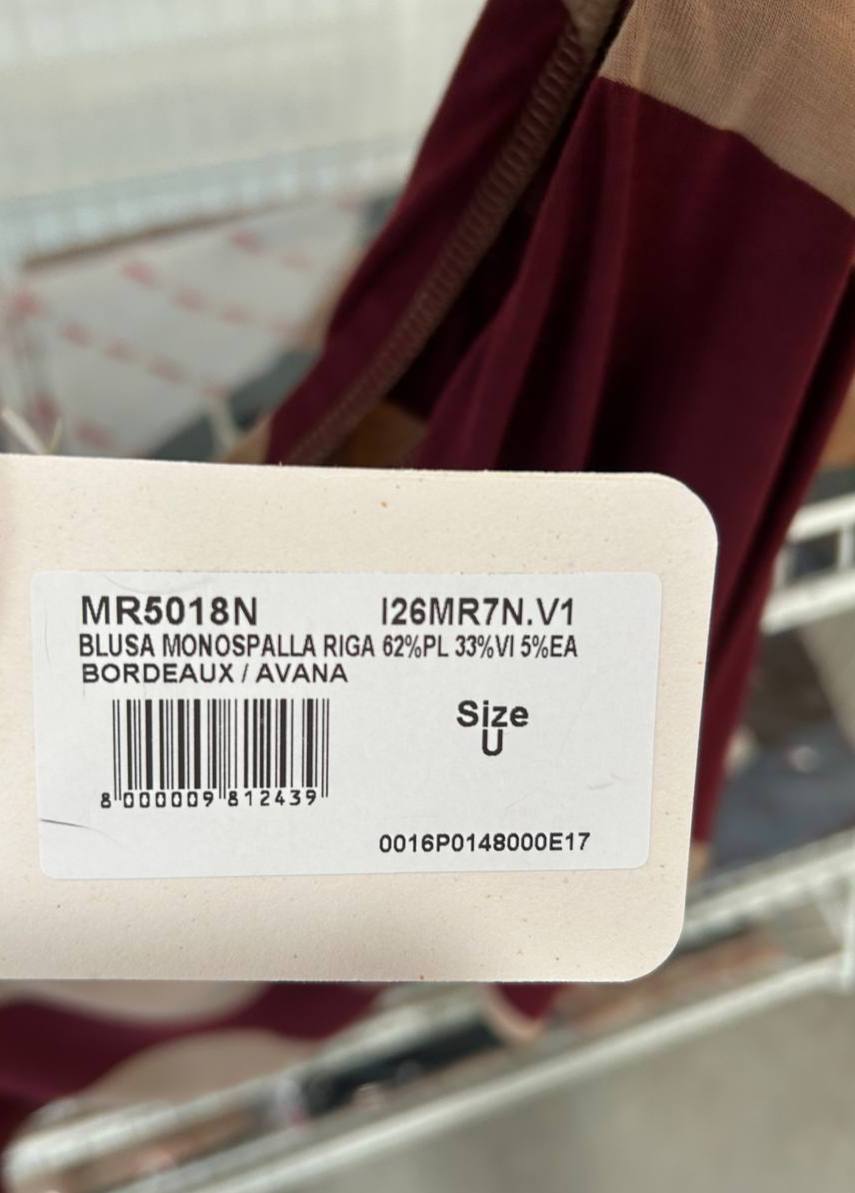 MR5018N I26MR7N.V1
BLUSA MONOSPALLA RIGA 62%PL 33%VI 5%EA
BORDEAUX / AVANA
Size
U
8 000009 812439
0016P0148000E17